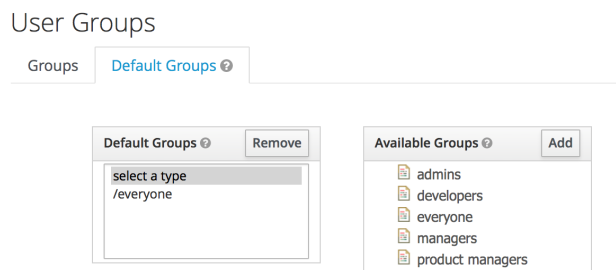 User Groups
Groups
Default Groups
Default Groups
Remove
select a type
/everyone
Available Groups
Add
admins
developers
everyone
managers
product managers